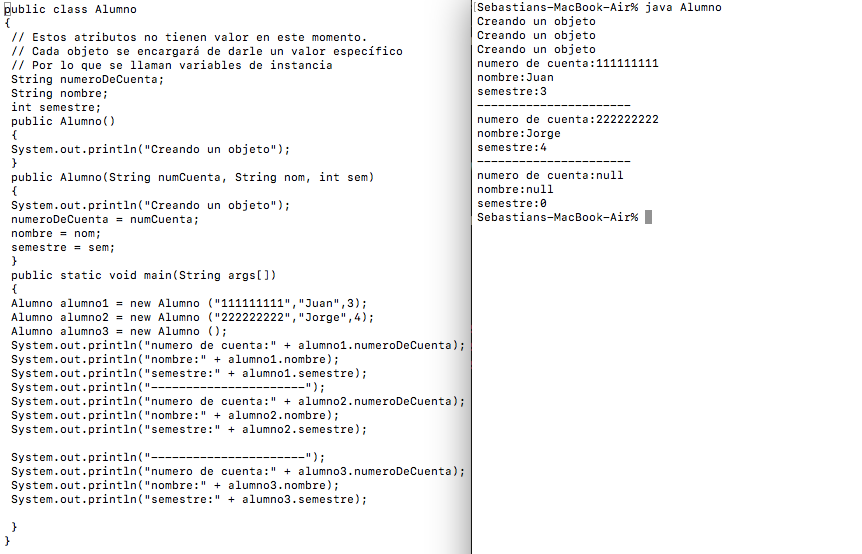 public class Alumno
{
// Estos atributos no tienen valor en este momento.
// Cada objeto se encargará de darle un valor específico
// Por lo que se llaman variables de instancia
String numeroDeCuenta;
String nombre;
int semestre;
public Alumno()
{
System.out.println("Creando un objeto");
}
public Alumno(String numCuenta, String nom, int sem)
{
System.out.println("Creando un objeto");
numeroDeCuenta = numCuenta;
nombre = nom;
semestre = sem;
}
public static void main(String args[])
{
Alumno alumno1 = new Alumno ("111111111","Juan",3);
Alumno alumno2 = new Alumno ("222222222","Jorge",4);
Alumno alumno3 = new Alumno ();
System.out.println("numero de cuenta:" + alumno1.numeroDeCuenta);
System.out.println("nombre:" + alumno1.nombre);
System.out.println("semestre:" + alumno1.semestre);
System.out.println("----------------------");
System.out.println("numero de cuenta:" + alumno2.numeroDeCuenta);
System.out.println("nombre:" + alumno2.nombre);
System.out.println("semestre:" + alumno2.semestre);
System.out.println("----------------------");
System.out.println("numero de cuenta:" + alumno3.numeroDeCuenta);
System.out.println("nombre:" + alumno3.nombre);
System.out.println("semestre:" + alumno3.semestre);
}
}
Sebastians-MacBook-Air% java Alumno
Creando un objeto
Creando un objeto
Creando un objeto
numero de cuenta:111111111
nombre:Juan
semestre:3
----------------------
numero de cuenta:222222222
nombre:Jorge
semestre:4
----------------------
numero de cuenta:null
nombre:null
semestre:0
Sebastians-MacBook-Air%